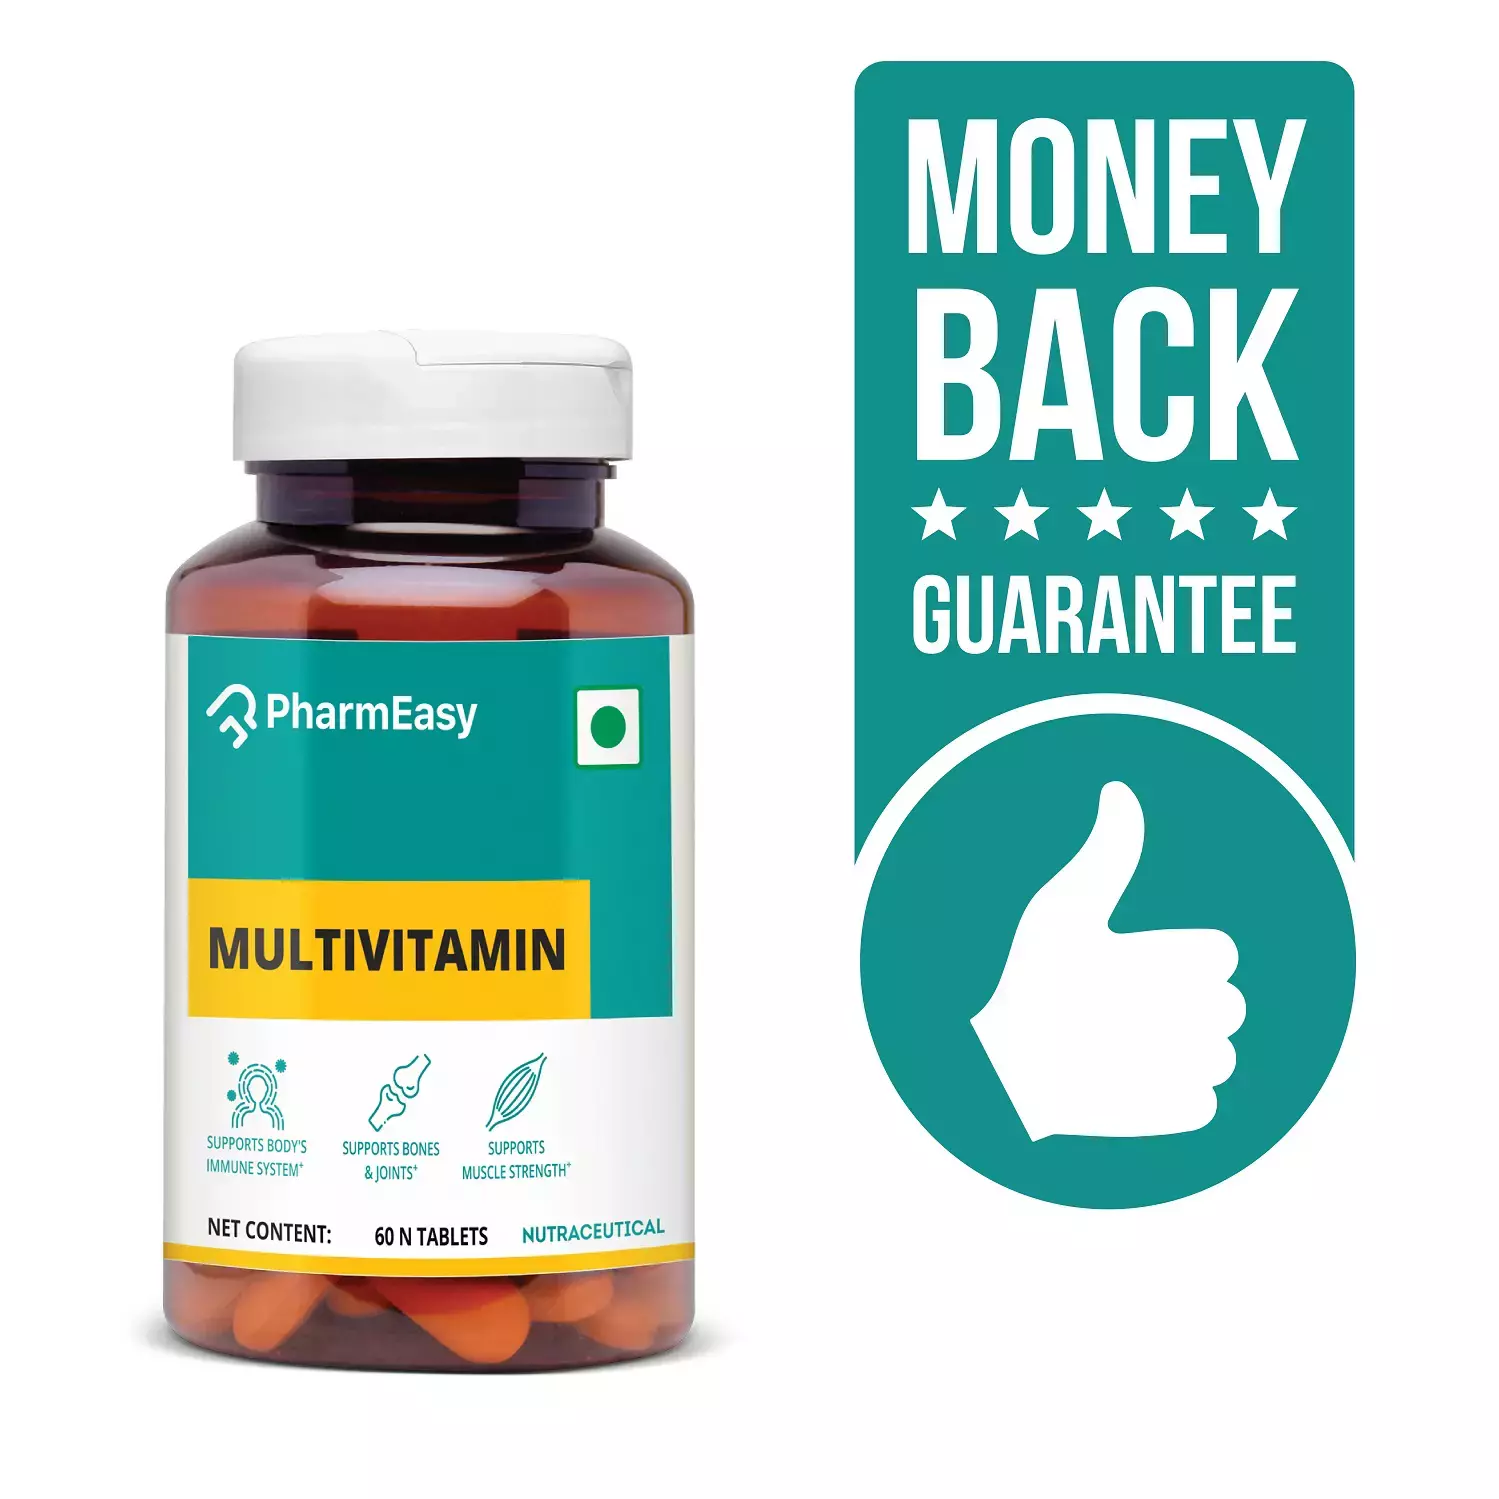 MONEY
BACK
GUARANTEE
PharmEasy
MULTIVITAMIN
SUPPORTS BODY'S
IMMUNE SYSTEM⁺
SUPPORTS BONES
& JOINTS⁺
SUPPORTS
MUSCLE STRENGTH⁺
NET CONTENT: 60 N TABLETS NUTRACEUTICAL